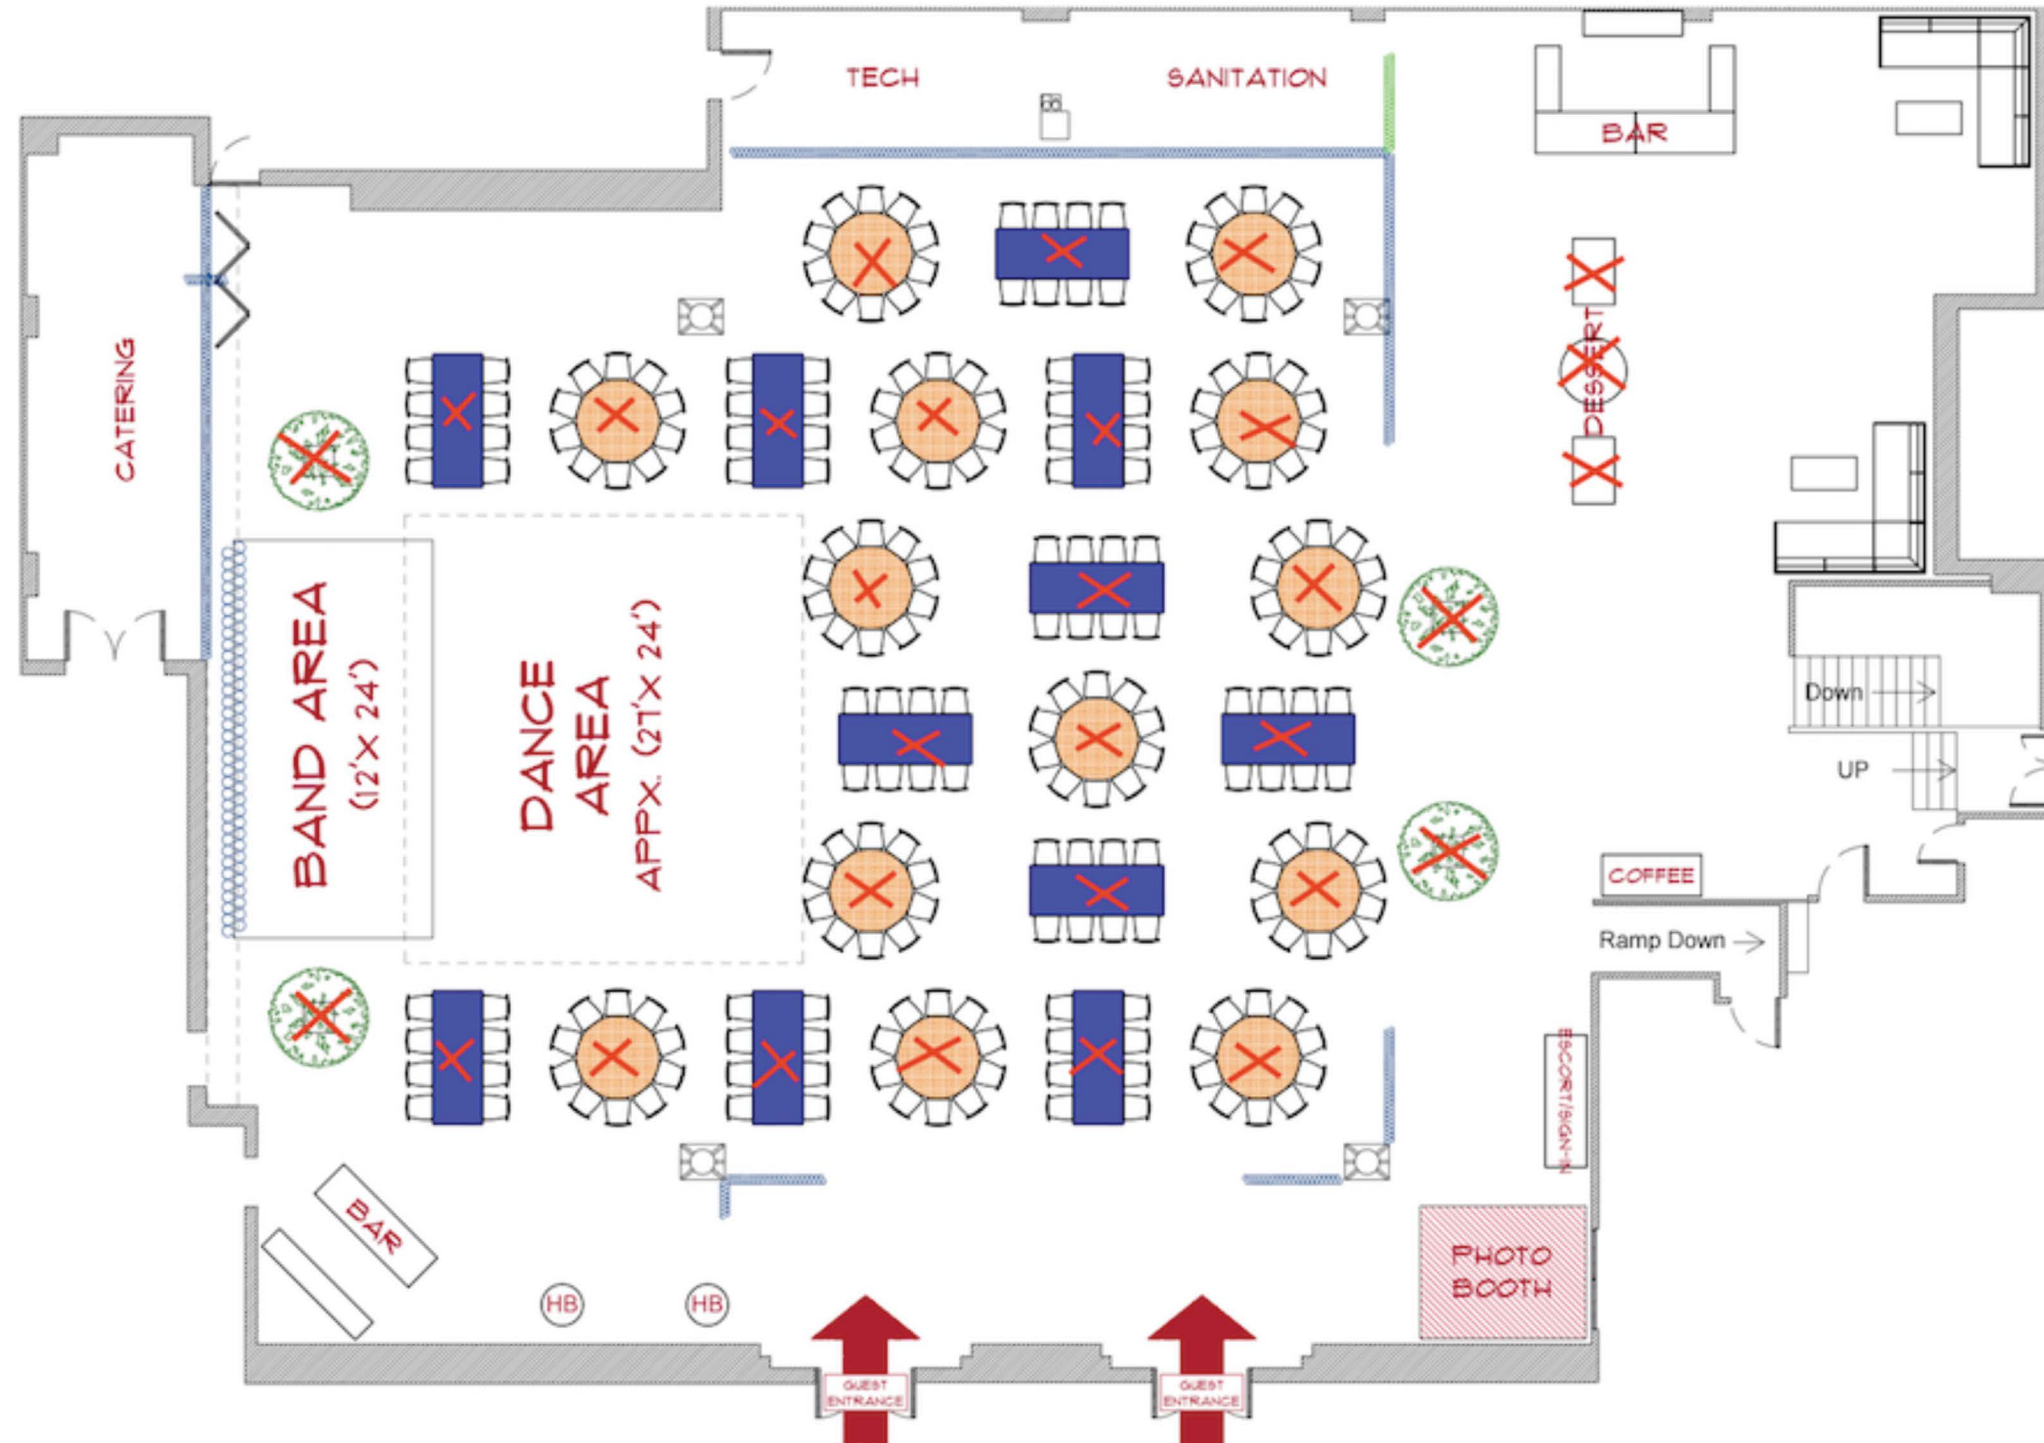 TECH
SANITATION
BAR
CATERING
DESSERT
BAND AREA
(12'X 24')
DANCE
AREA
APPX. (27'X 24')
Down
UP
COFFEE
Ramp Down
ESCORT/SIGN-IN
BAR
HB
HB
PHOTO
BOOTH
GUEST
ENTRANCE
GUEST
ENTRANCE